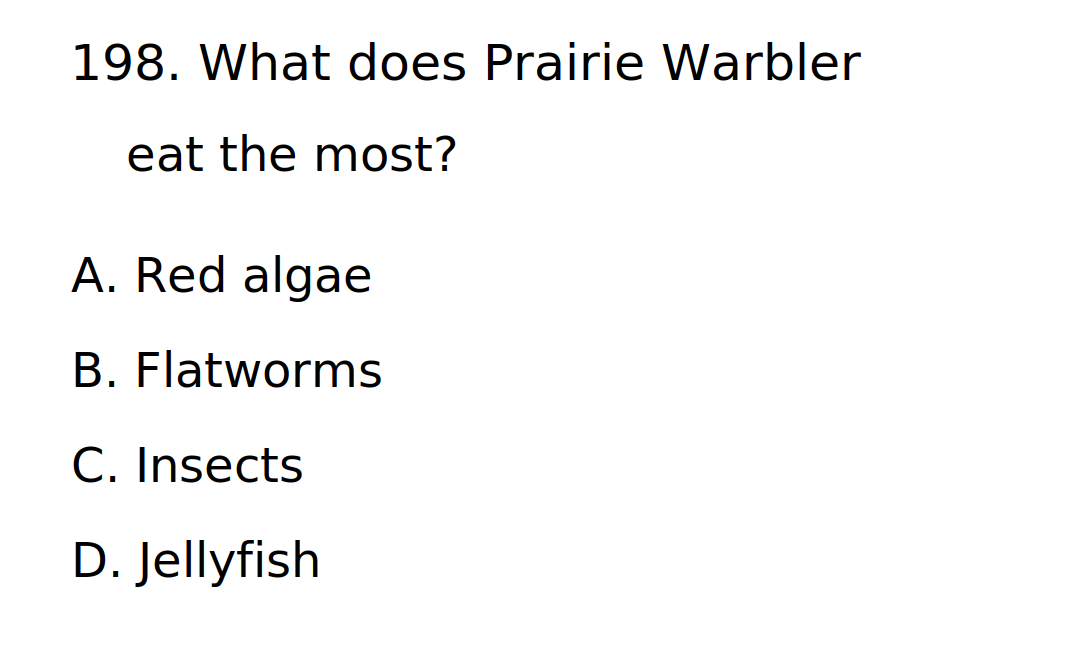 198. What does Prairie Warbler
eat the most?
A. Red algae
B. Flatworms
C. Insects
D. Jellyfish